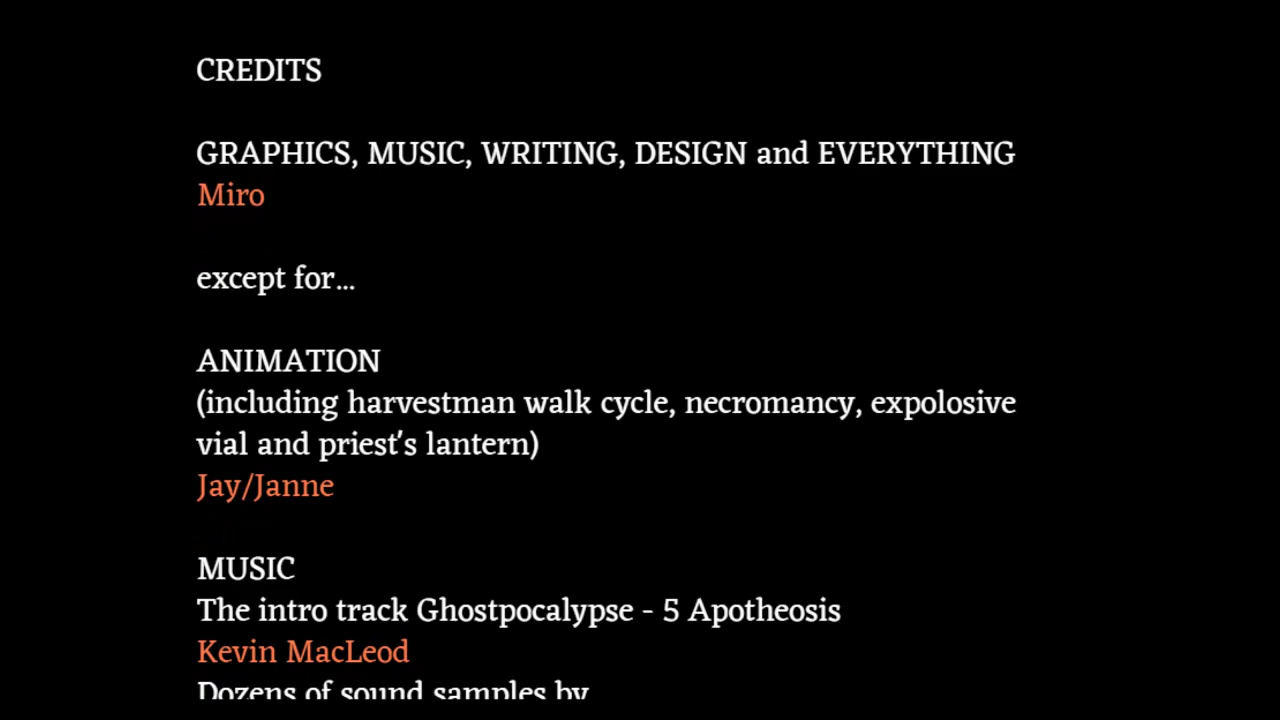 CREDITS
GRAPHICS, MUSIC, WRITING, DESIGN and EVERYTHING
Miro
except for...
ANIMATION
(including harvestman walk cycle, necromancy, expolosive
vial and priest's lantern)
Jay/Janne
MUSIC
The intro track Ghostpocalypse - 5 Apotheosis
Kevin MacLeod
Dozens of sound samples by